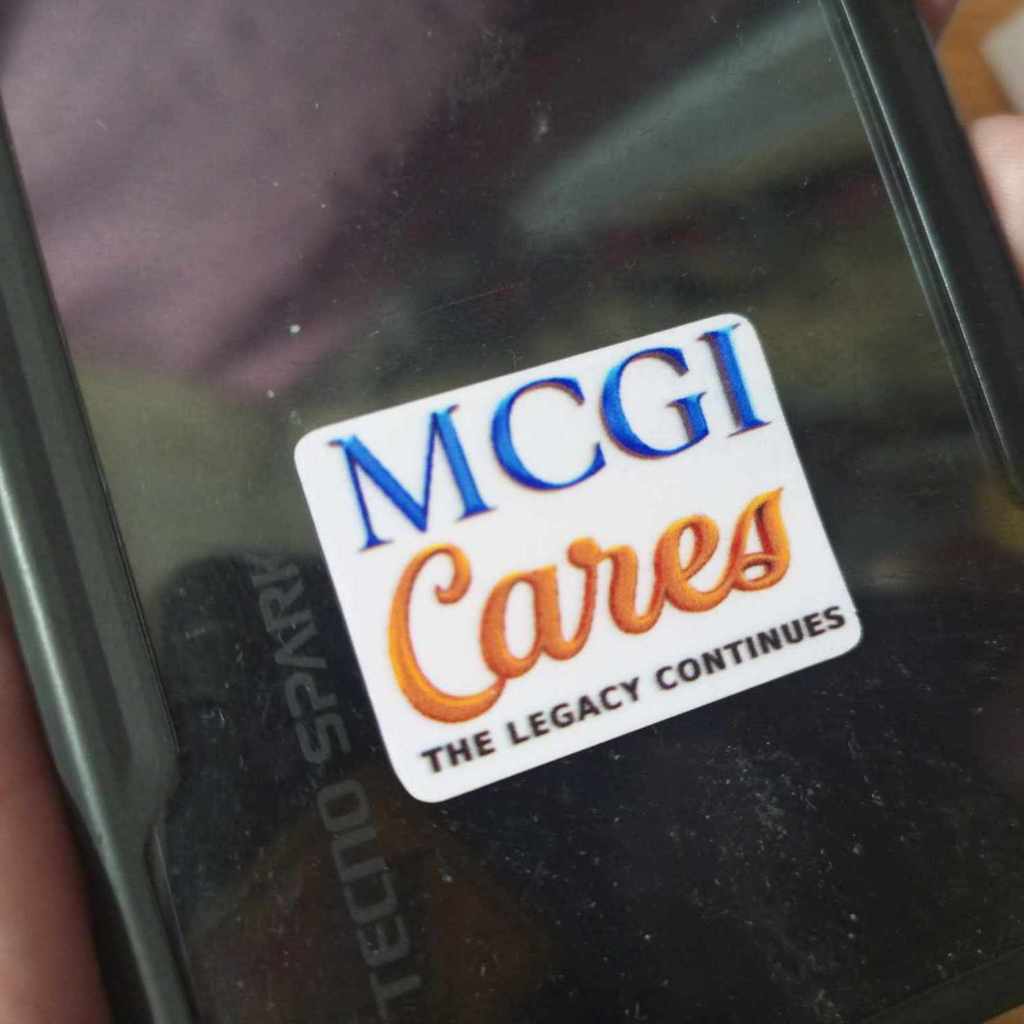 MCGI
Cares
THE LEGACY CONTINUES
TECNO SPARK